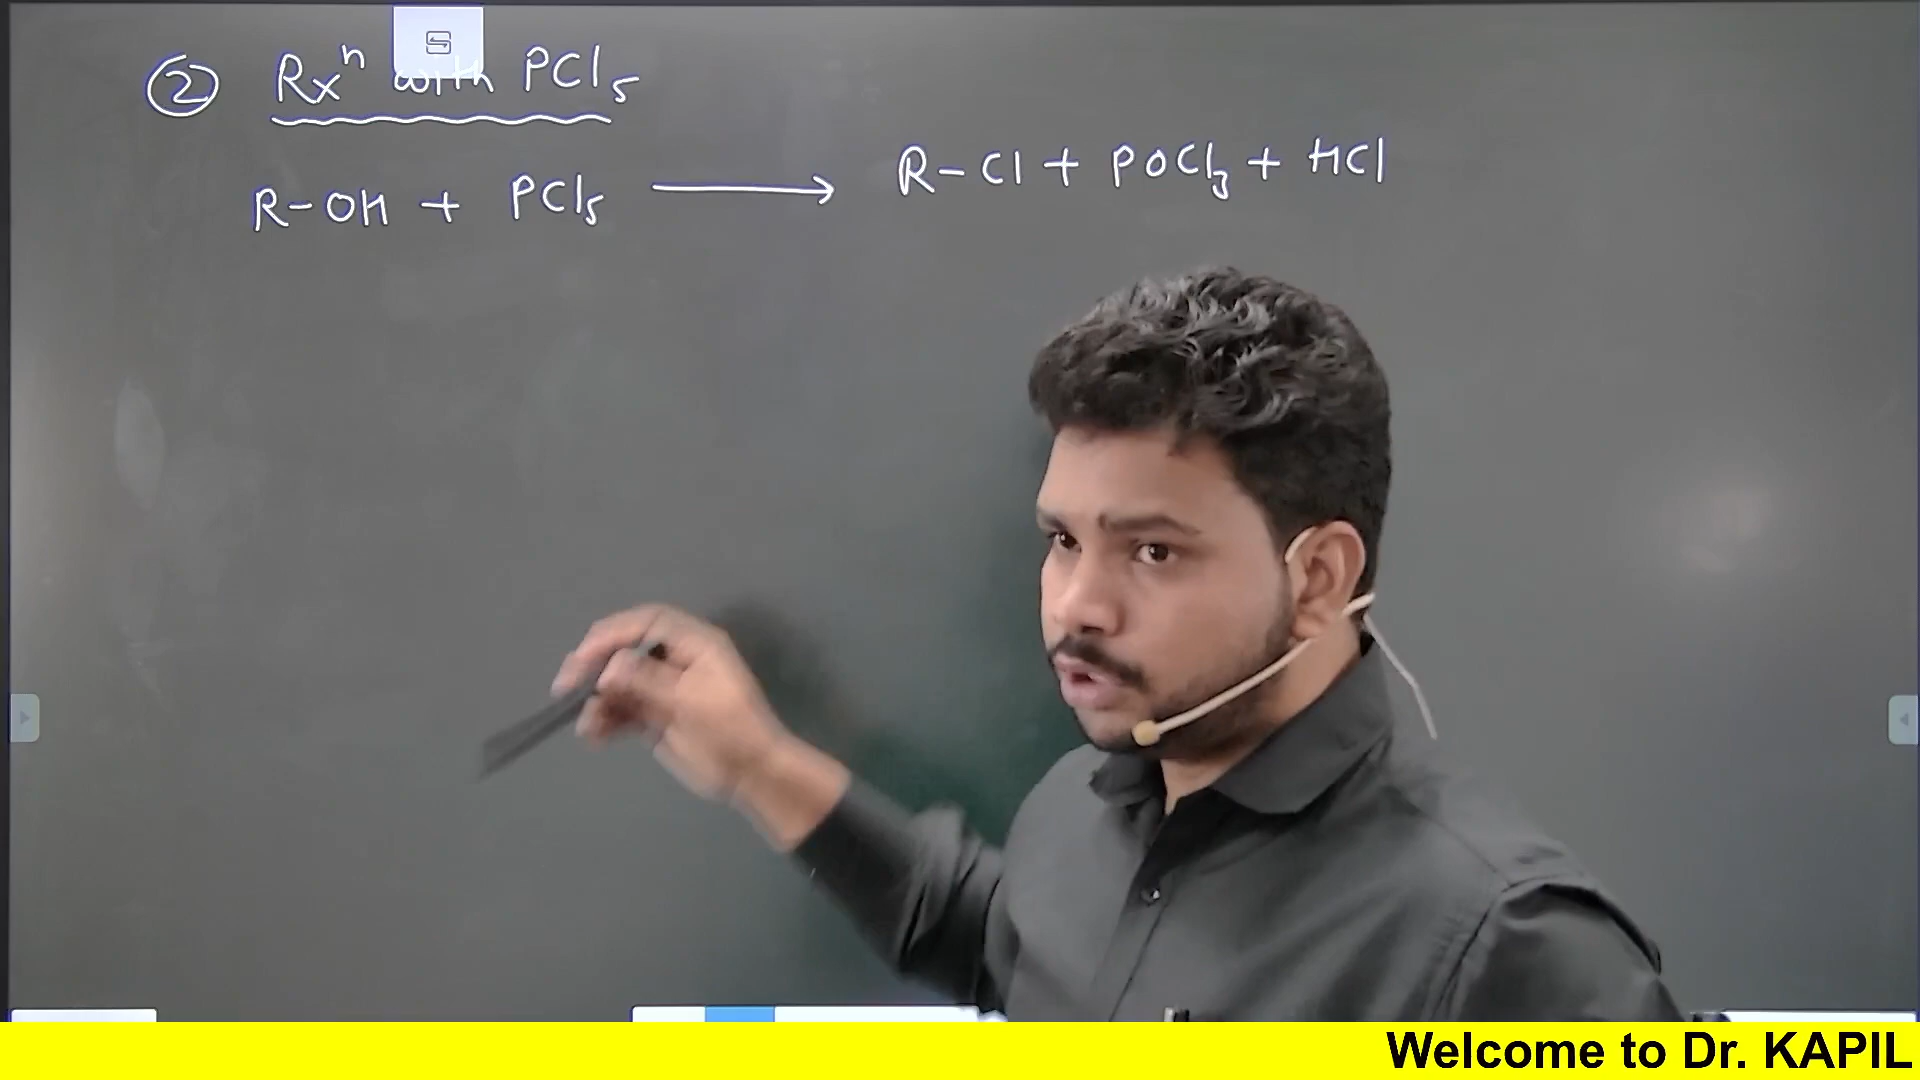 ② Rxⁿ with PCl₅
R-OH + PCl₅ ⟶ R-Cl + POCl₃ + HCl
Welcome to Dr. KAPIL